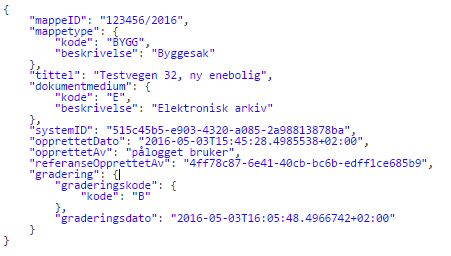 {
    "mappeID": "123456/2016",
    "mappetype": {
        "kode": "BYGG",
        "beskrivelse": "Byggesak"
    },
    "tittel": "Testvegen 32, ny enebolig",
    "dokumentmedium": {
        "kode": "E",
        "beskrivelse": "Elektronisk arkiv"
    },
    "systemID": "515c45b5-e903-4320-a085-2a98813878ba",
    "opprettetDato": "2016-05-03T15:45:28.4985538+02:00",
    "opprettetAv": "pålogget bruker",
    "referanseOpprettetAv": "4ff78c87-6e41-40cb-bc6b-edff1ce685b9",
    "gradering": {
        "graderingskode": {
            "kode": "B"
        },
        "graderingsdato": "2016-05-03T16:05:48.4966742+02:00"
    }
}